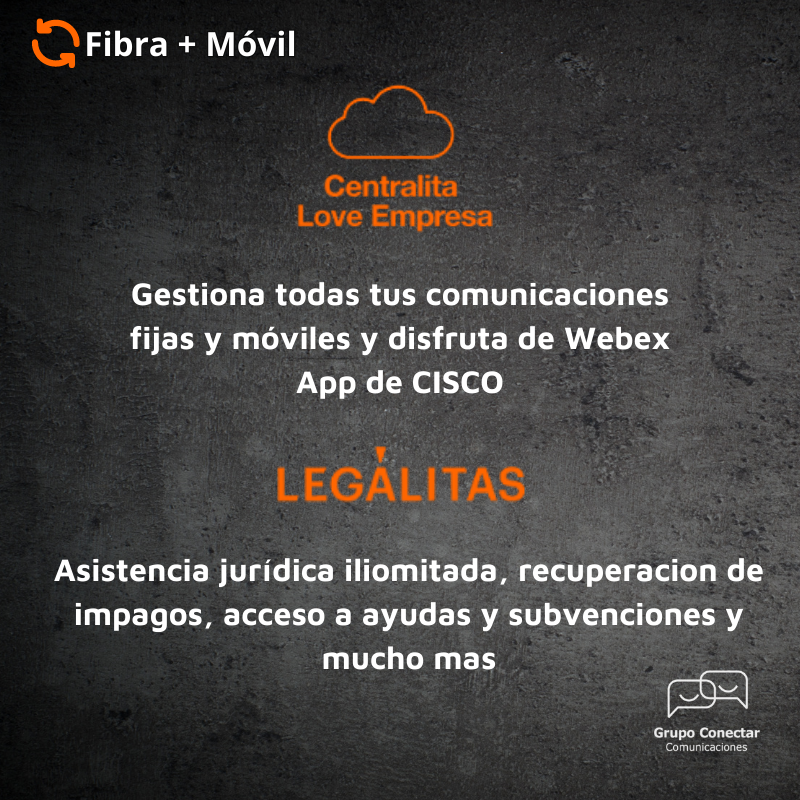 Fibra + Móvil
Centralita
Love Empresa
Gestiona todas tus comunicaciones
fijas y móviles y disfruta de Webex
App de CISCO
LEGÁLITAS
Asistencia jurídica iliomitada, recuperacion de
impagos, acceso a ayudas y subvenciones y
mucho mas
Grupo Conectar
Comunicaciones